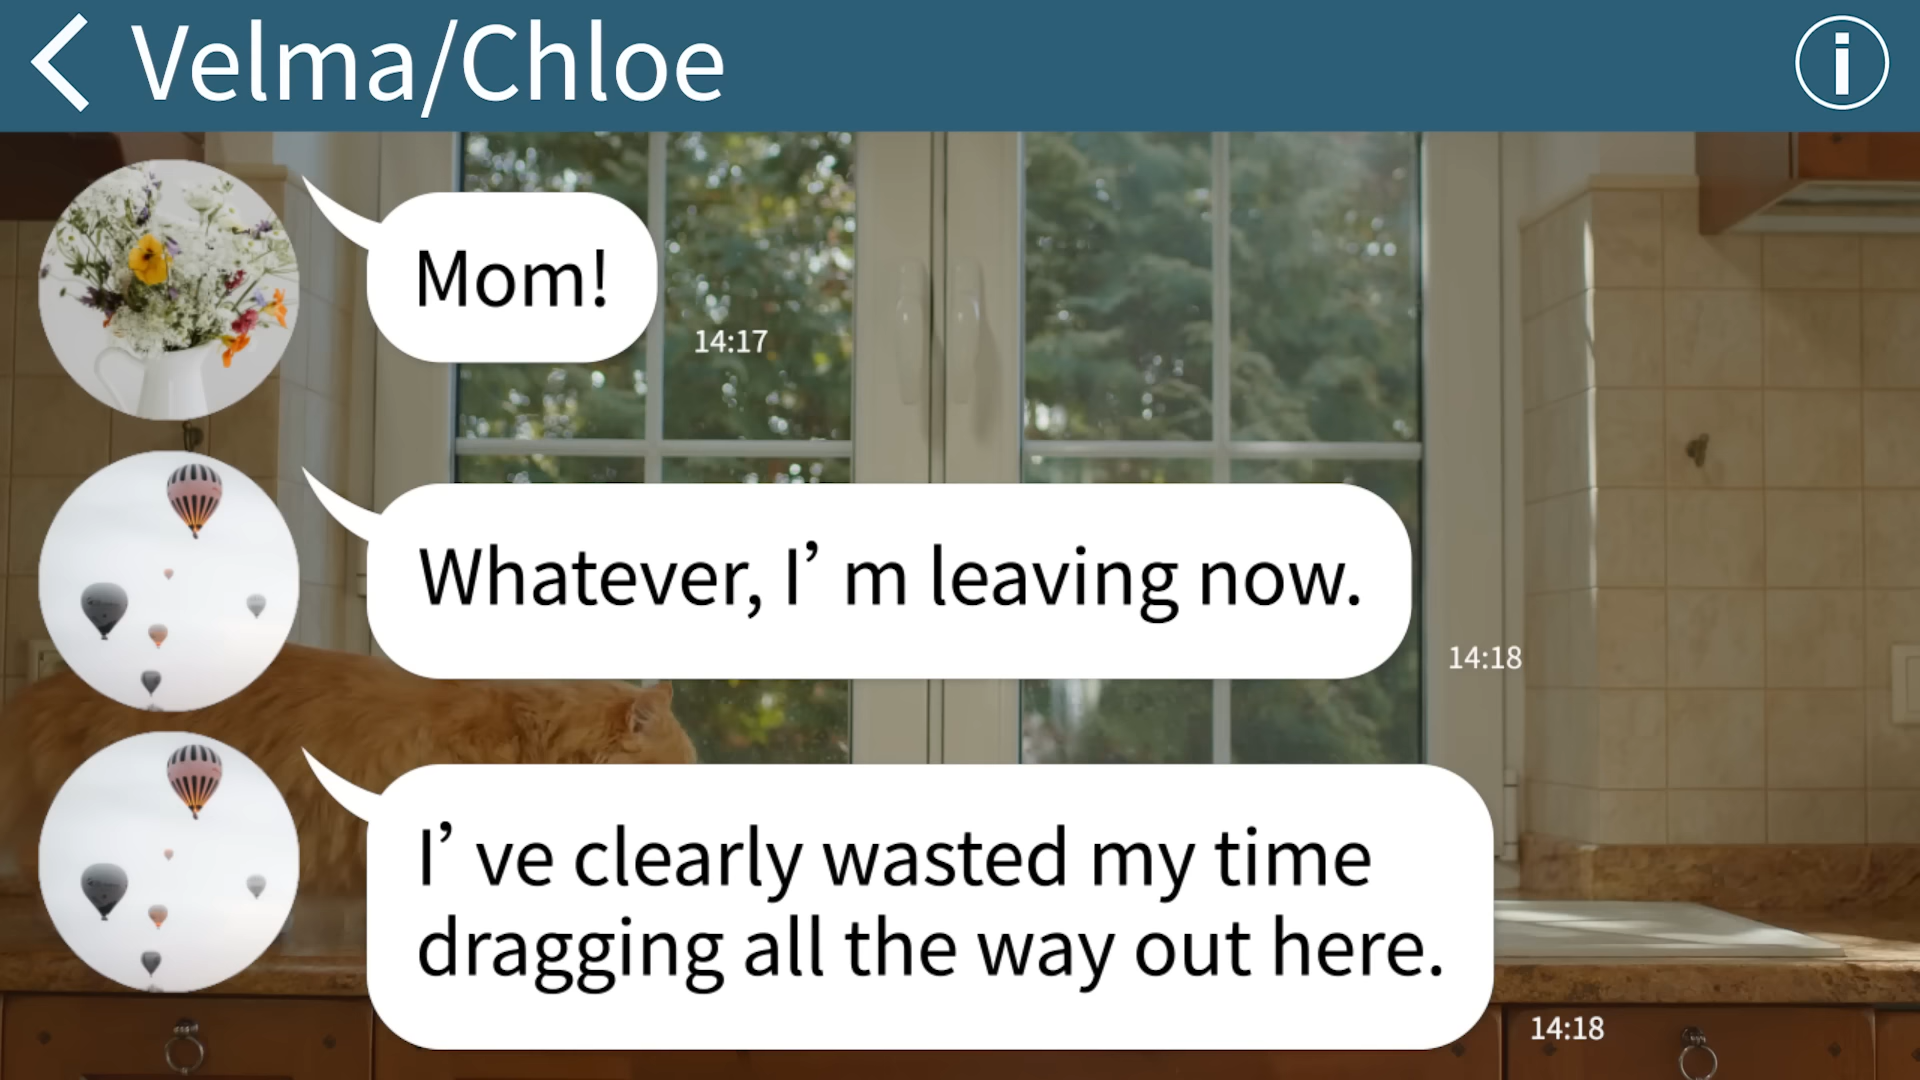 Velma/Chloe
Mom!
14:17
Whatever, I’m leaving now.
14:18
I’ve clearly wasted my time
dragging all the way out here.
14:18